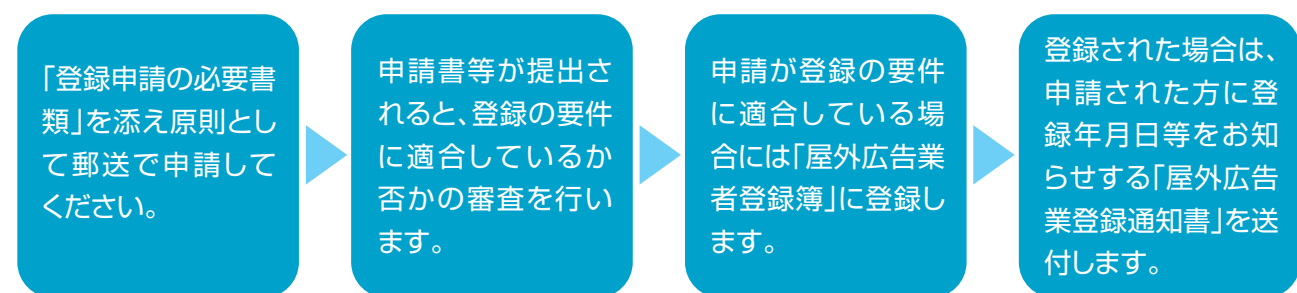 「登録申請の必要書
類」を添え原則とし
て郵送で申請して
ください。
申請書等が提出さ
れると、登録の要件
に適合しているか
否かの審査を行い
ます。
申請が登録の要件
に適合している場
合には「屋外広告業
者登録簿」に登録し
ます。
登録された場合は、
申請された方に登
録年月日等をお知
らせする「屋外広告
業登録通知書」を送
付します。